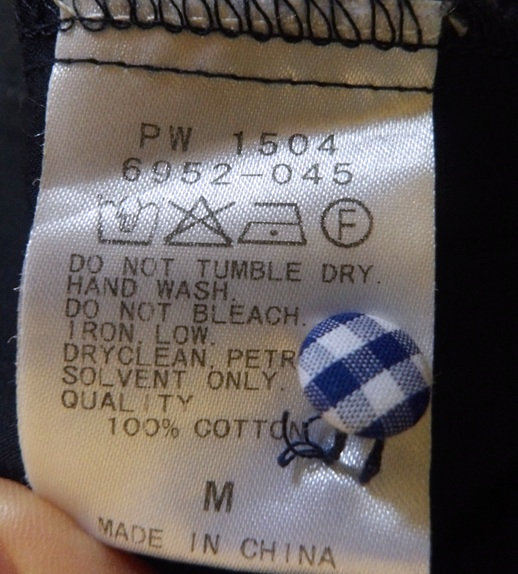 PW 1504
6952-045
F
DO NOT TUMBLE DRY.
HAND WASH.
DO NOT BLEACH.
IRON, LOW.
DRYCLEAN, PETR
SOLVENT ONLY.
QUALITY
100% COTTON
M
MADE IN CHINA